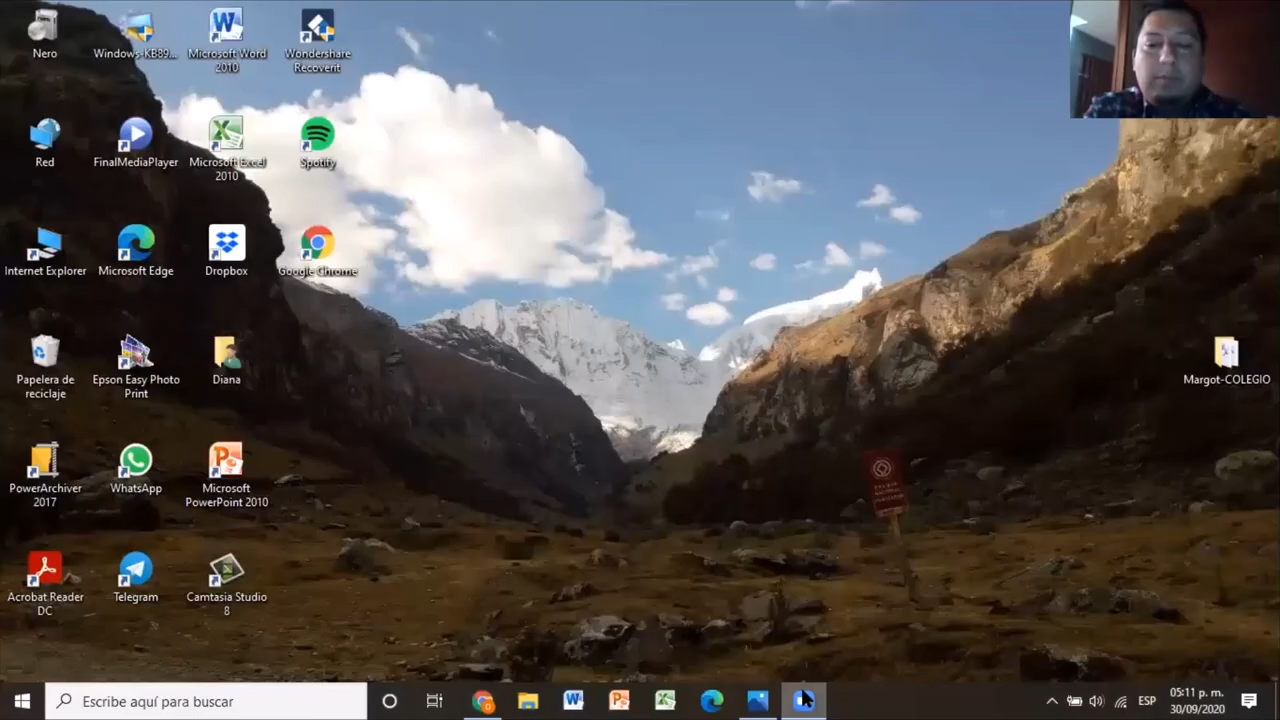 Nero
Windows-KB89...
Microsoft Word
2010
Wondershare
Recoverit
Red
FinalMediaPlayer
Microsoft Excel
2010
Spotify
Internet Explorer
Microsoft Edge
Dropbox
Google Chrome
Papelera de
reciclaje
Epson Easy Photo
Print
Diana
Margot-COLEGIO
PowerArchiver
2017
WhatsApp
Microsoft
PowerPoint 2010
Acrobat Reader
DC
Telegram
Camtasia Studio
8
Escribe aquí para buscar
ESP
05:11 p. m.
30/09/2020